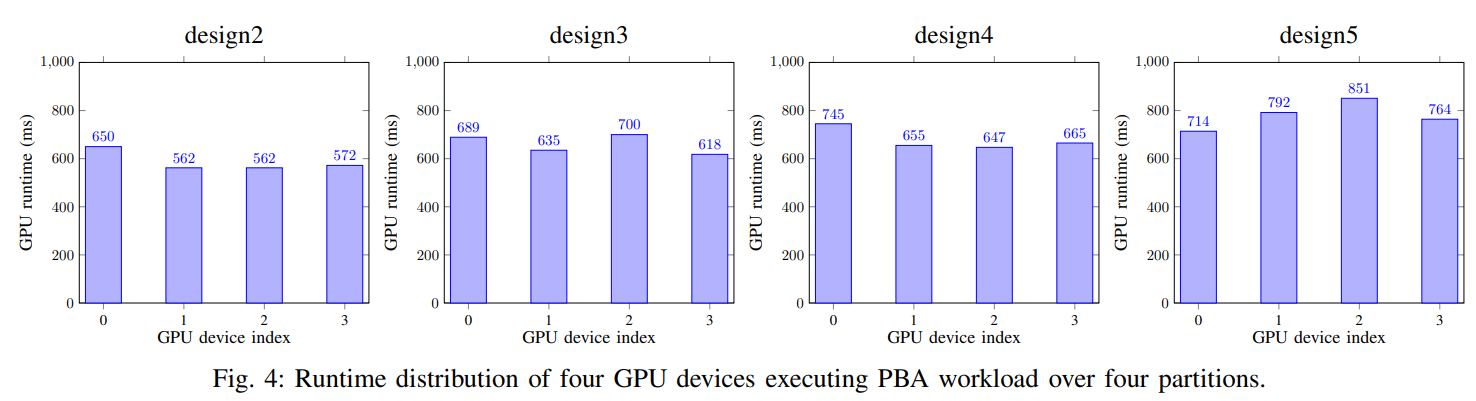 design2
1,000
800
600
400
200
0
GPU runtime (ms)
650
562
562
572
0 1 2 3
GPU device index
design3
1,000
800
600
400
200
0
GPU runtime (ms)
689
635
700
618
0 1 2 3
GPU device index
design4
1,000
800
600
400
200
0
GPU runtime (ms)
745
655
647
665
0 1 2 3
GPU device index
design5
1,000
800
600
400
200
0
GPU runtime (ms)
714
792
851
764
0 1 2 3
GPU device index
Fig. 4: Runtime distribution of four GPU devices executing PBA workload over four partitions.